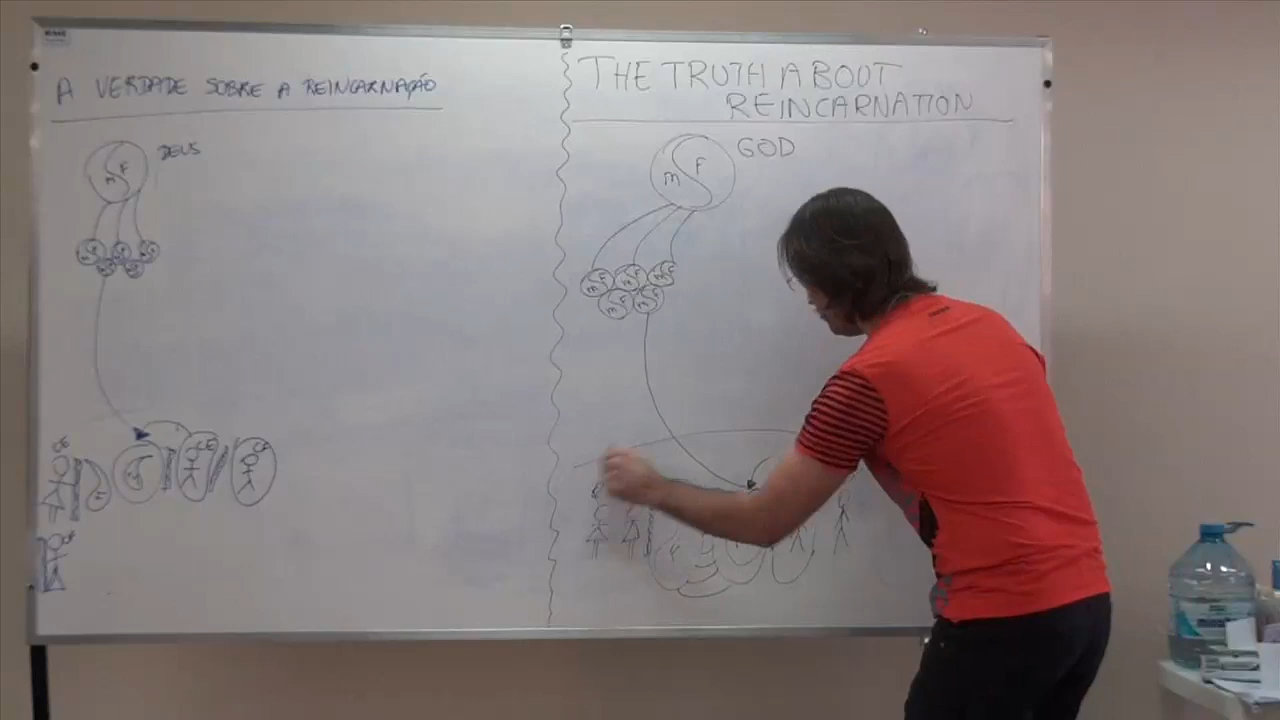 A VERDADE SOBRE A REINCARNAÇÃO
DEUS
M F
THE TRUTH ABOUT
REINCARNATION
GOD
M F